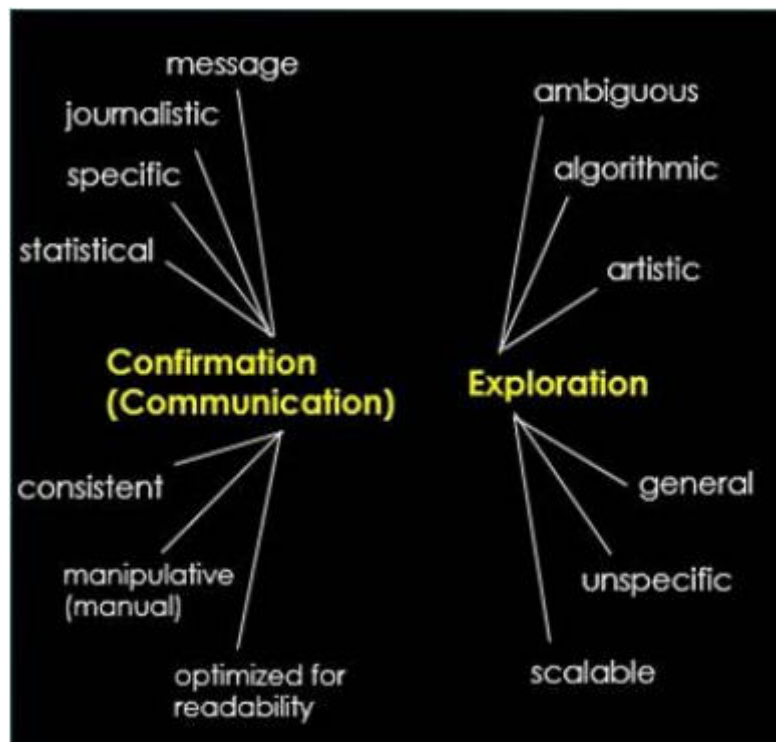 message
journalistic
specific
statistical
Confirmation
(Communication)
consistent
manipulative
(manual)
optimized for
readability
ambiguous
algorithmic
artistic
Exploration
general
unspecific
scalable